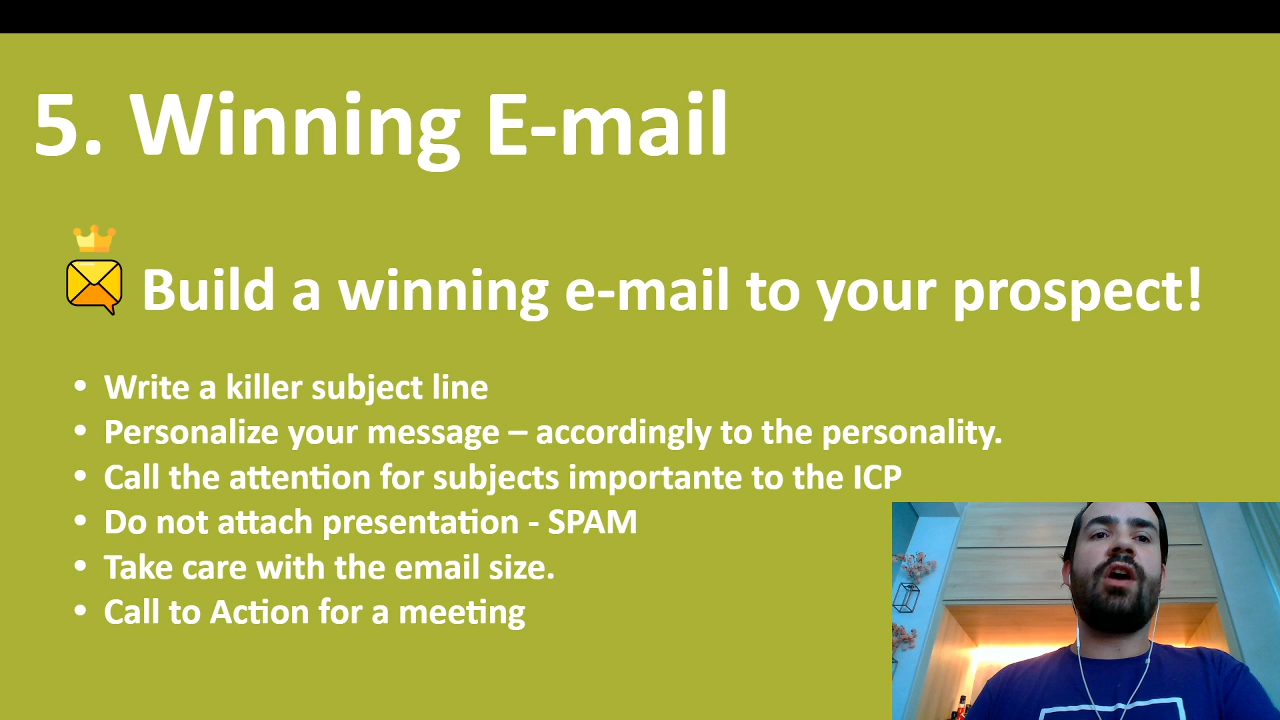 5. Winning E-mail
Build a winning e-mail to your prospect!
• Write a killer subject line
• Personalize your message – accordingly to the personality.
• Call the attention for subjects importante to the ICP
• Do not attach presentation - SPAM
• Take care with the email size.
• Call to Action for a meeting